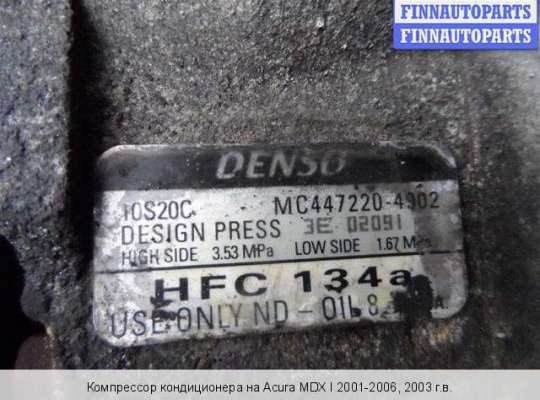 FINNAUTOPARTS
FINNAUTOPARTS
DENSO
10S20C MC447220-4902
DESIGN PRESS 3E 02091
HIGH SIDE 3.53 MPa LOW SIDE 1.67
HFC 134a
USE ONLY ND-OIL 8
Компрессор кондиционера на Acura MDX I 2001-2006, 2003 г.в.